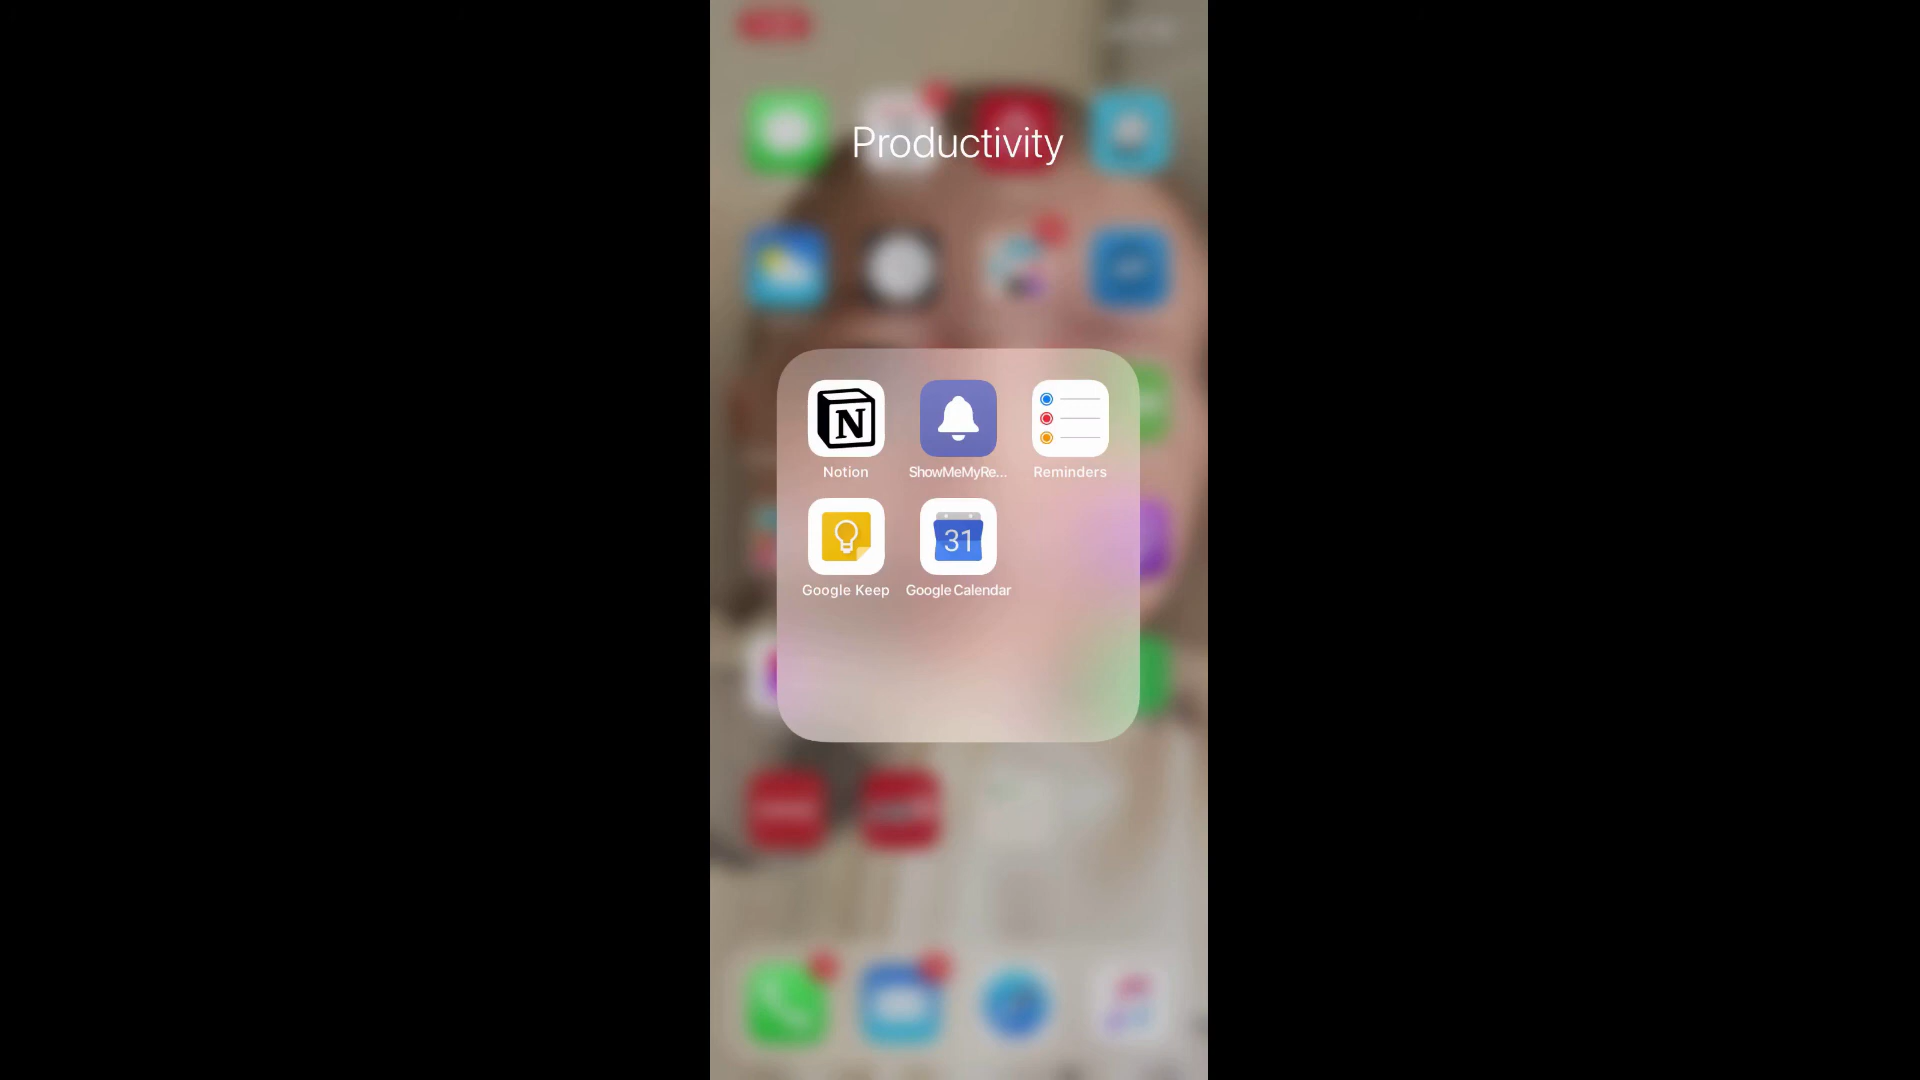 Productivity
N
Notion
ShowMeMyRe...
Reminders
31
Google Keep
Google Calendar